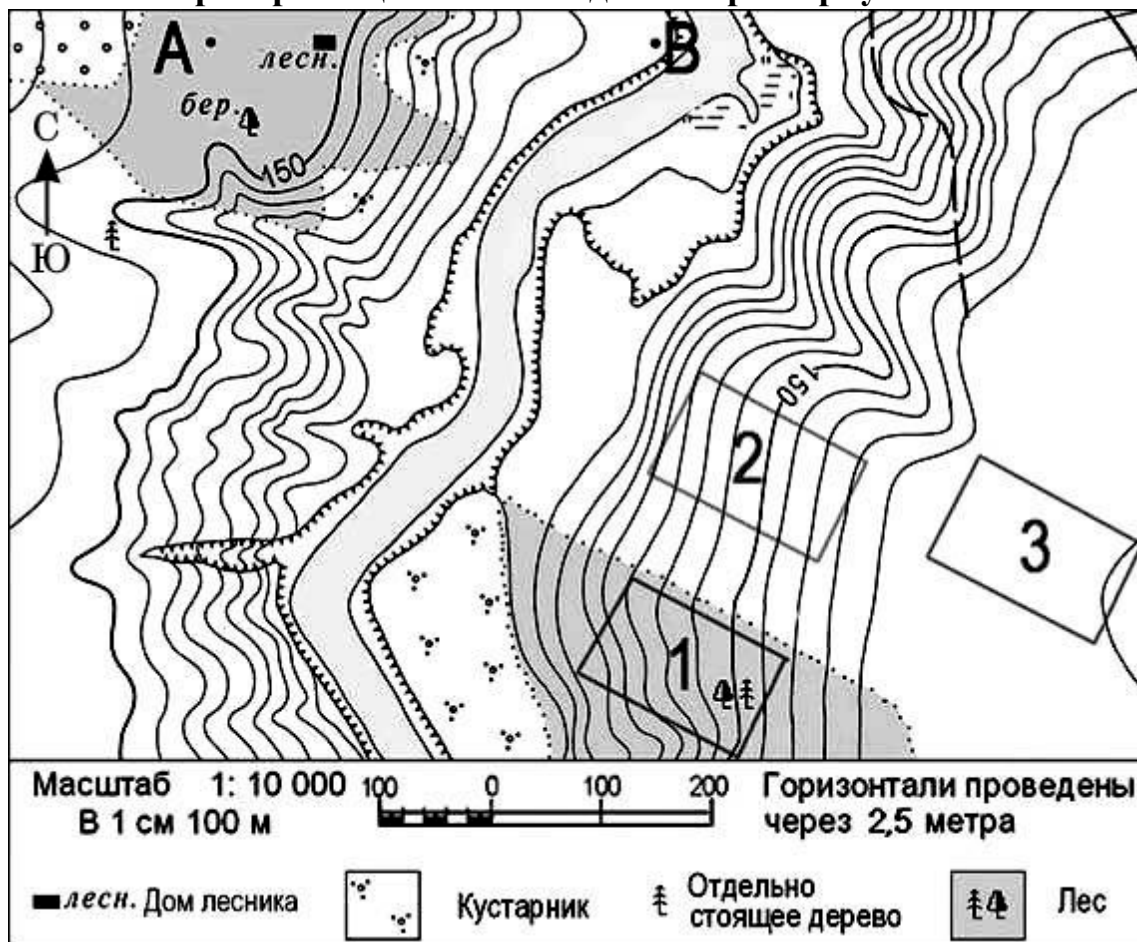 А
лесн.
В
бер.
С
150
Ю
150
2
3
1
Масштаб 1: 10 000
В 1 см 100 м
100 0 100 200
Горизонтали проведены
через 2,5 метра
лесн. Дом лесника
Кустарник
Отдельно
стоящее дерево
Лес